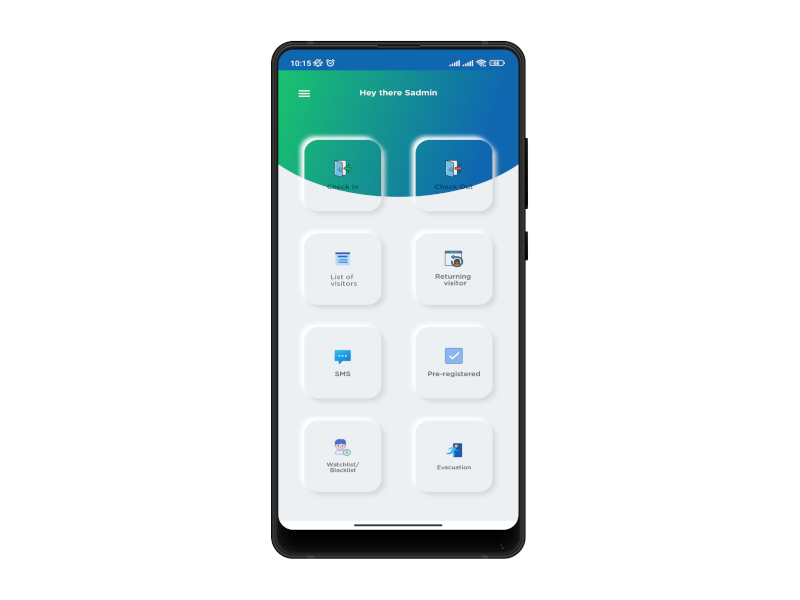 10:15
68
Hey there Sadmin
Check In
Check Out
List of
visitors
Returning
visitor
SMS
Pre-registered
Watchlist/
Blacklist
Evacuation